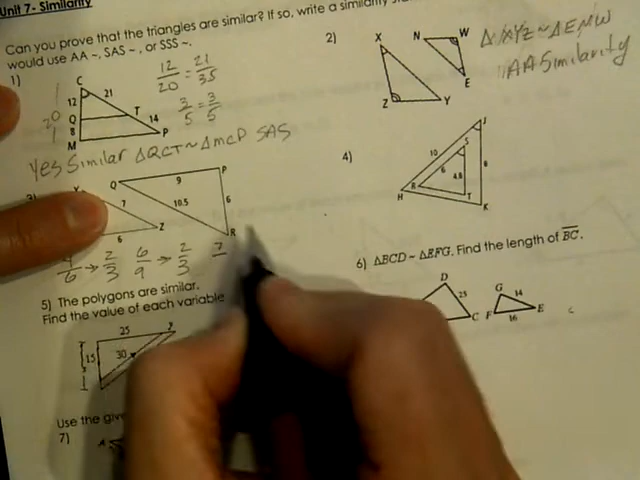 Unit 7- Similarity
Can you prove that the triangles are similar? If so, write a similarity
would use AA ~, SAS ~ , or SSS ~.
1)
C
12
21
Q
T
8
14
M
P
20
12/20 = 21/35
3/5 = 3/5
Yes Similar ΔQCT ~ ΔMCP SAS
2)
X
N
W
E
Z
Y
ΔXYZ ~ ΔENW
AA Similarity
Q
9
P
7
10.5
6
Z
6
R
4/6 → 2/3 6/9 → 2/3 7
4)
J
10
S
6
4.8
8
H
R
T
K
5) The polygons are similar.
Find the value of each variable
25
15
30
6) ΔBCD ~ ΔEFG. Find the length of BC.
D
25
C
G
14
F
E
16
Use the give
7)
A